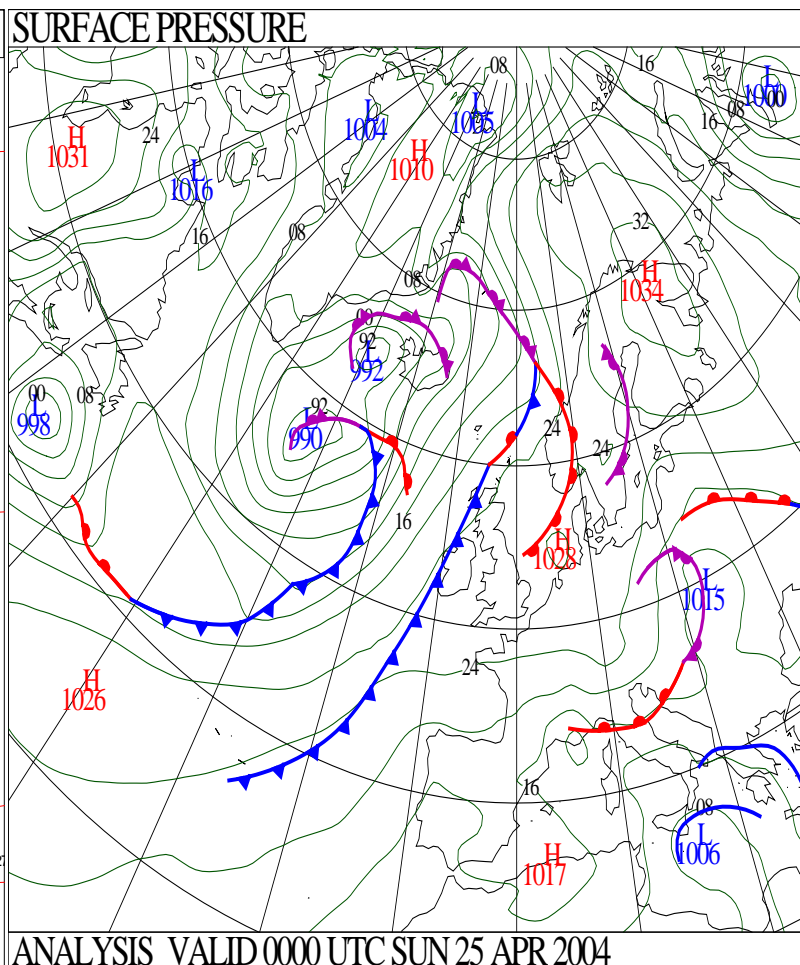 SURFACE PRESSURE
08
16
L
1000
00
08
16
L
1004
L
1005
H
1031
24
H
1010
L
1016
16
08
32
H
1034
08
00
92
L
992
00
08
L
998
92
L
990
24
24
16
H
1028
L
1015
24
H
1026
16
08
L
1006
H
1017
ANALYSIS VALID 0000 UTC SUN 25 APR 2004